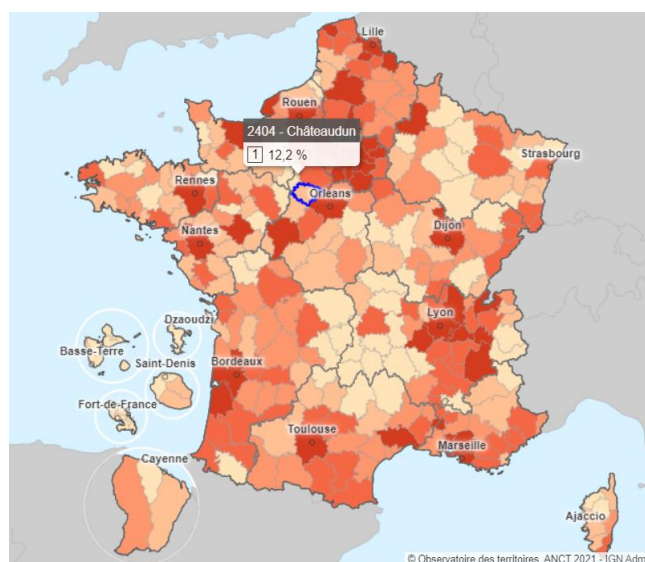 Lille
Rouen
2404 - Châteaudun
1 12,2 %
Strasbourg
Rennes
Orléans
Nantes
Dijon
Lyon
Dzaoudzi
Basse-Terre
Saint-Denis
Bordeaux
Fort-de-France
Toulouse
Marseille
Cayenne
Ajaccio
© Observatoire des territoires, ANCT 2021 - IGN Adm